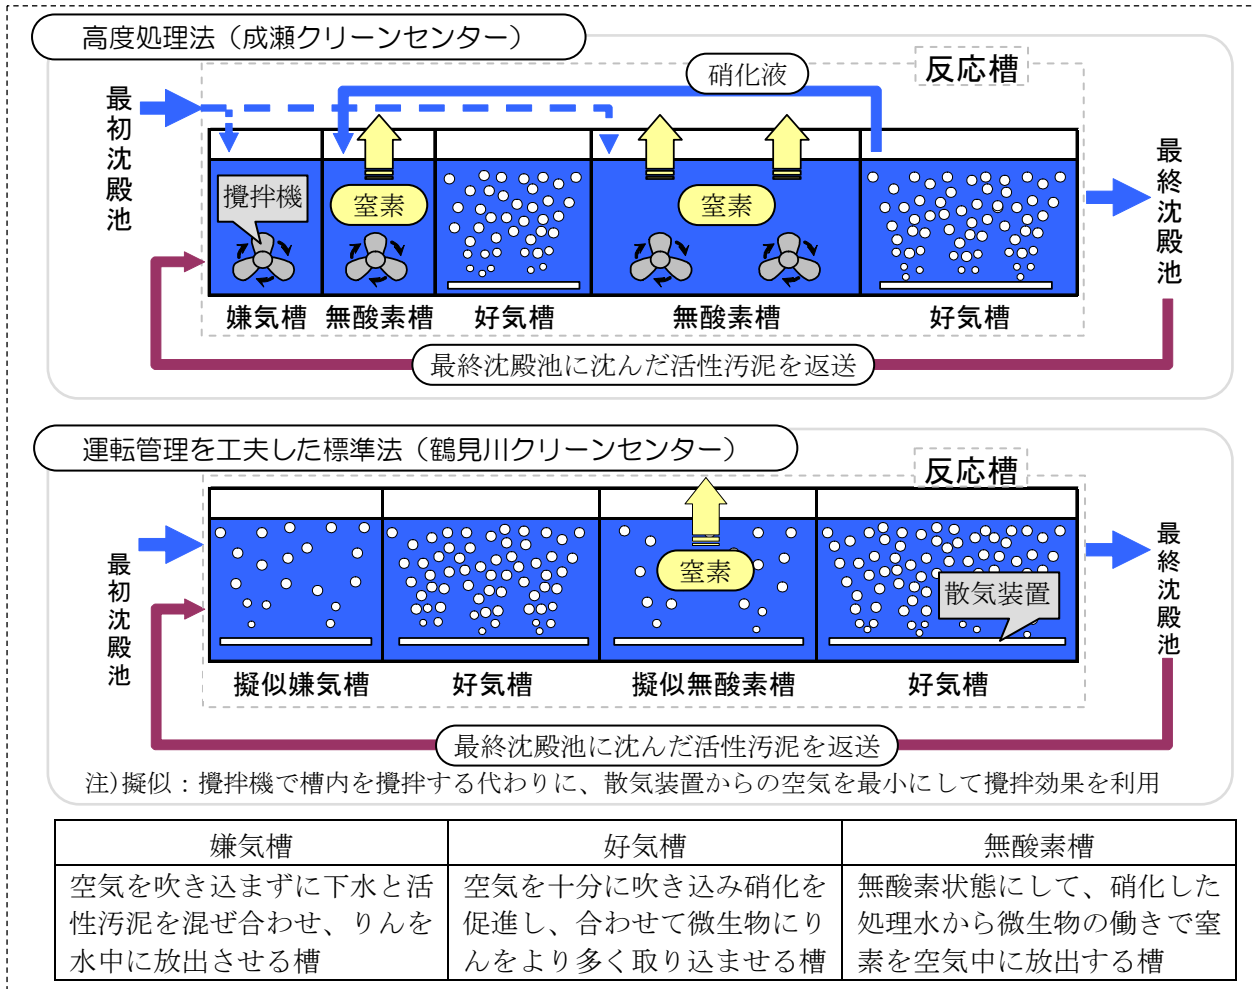 高度処理法（成瀬クリーンセンター）
反応槽
硝化液
最初沈殿池
最終沈殿池
攪拌機
窒素
窒素
嫌気槽
無酸素槽
好気槽
無酸素槽
好気槽
最終沈殿池に沈んだ活性汚泥を返送
運転管理を工夫した標準法（鶴見川クリーンセンター）
反応槽
最初沈殿池
最終沈殿池
窒素
散気装置
擬似嫌気槽
好気槽
擬似無酸素槽
好気槽
最終沈殿池に沈んだ活性汚泥を返送
注)擬似：攪拌機で槽内を攪拌する代わりに、散気装置からの空気を最小にして攪拌効果を利用
嫌気槽
空気を吹き込まずに下水と活
性汚泥を混ぜ合わせ、りんを
水中に放出させる槽
好気槽
空気を十分に吹き込み硝化を
促進し、合わせて微生物にり
んをより多く取り込ませる槽
無酸素槽
無酸素状態にして、硝化した
処理水から微生物の働きで窒
素を空気中に放出する槽